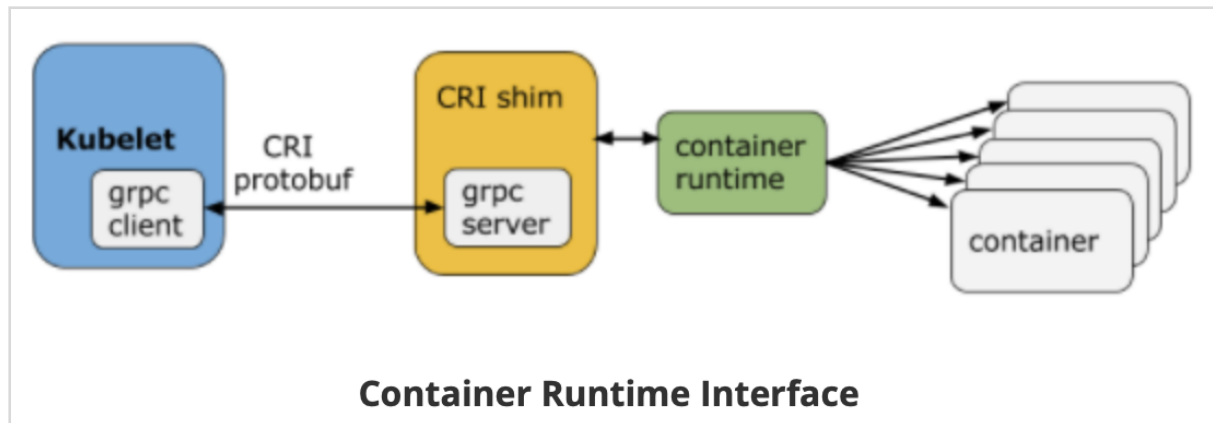 Kubelet
grpc
client
CRI
protobuf
CRI shim
grpc
server
container
runtime
container
Container Runtime Interface